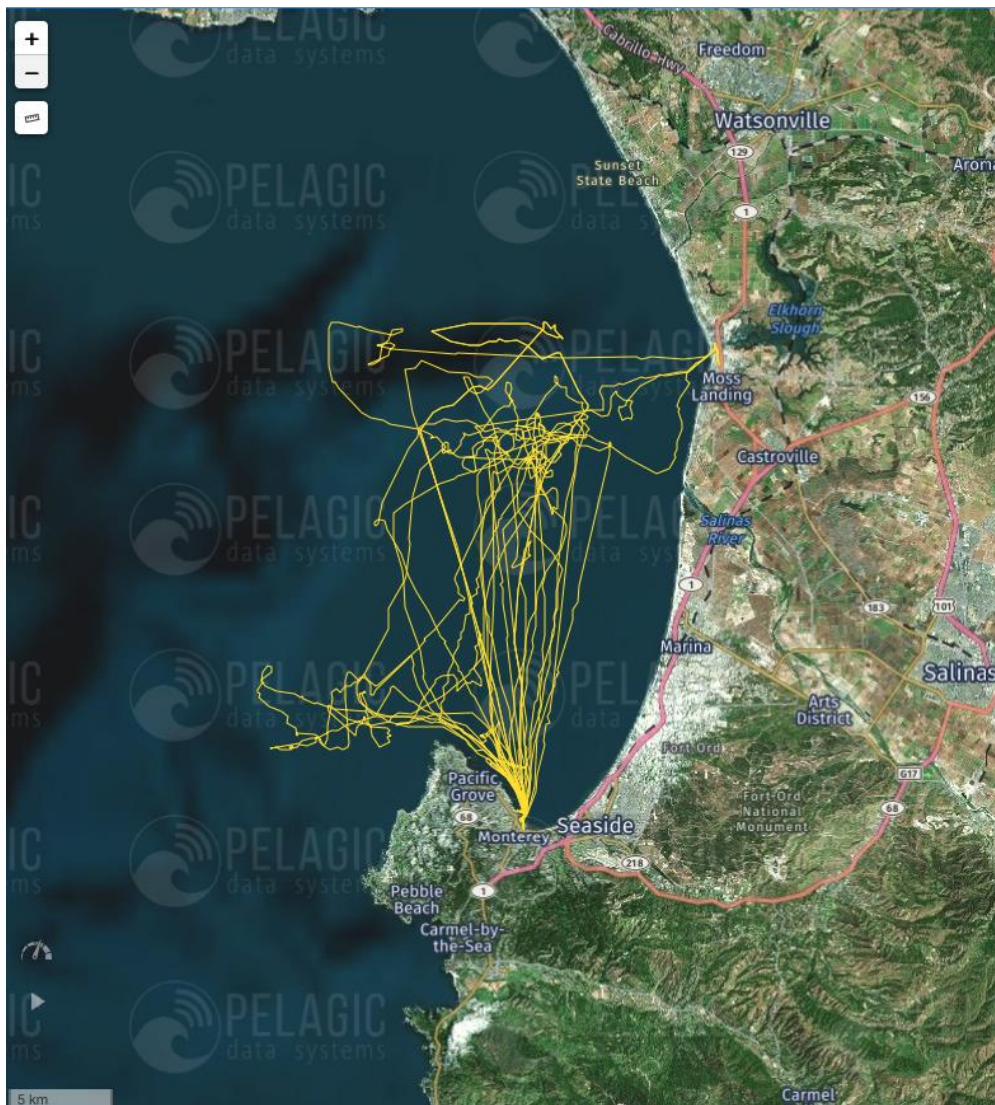 +
−
PELAGIC
data systems
Cabrillo Hwy
Freedom
Watsonville
129
Sunset
State Beach
Aroma
1
Elkhorn
Slough
Moss
Landing
156
Castroville
Salinas
River
1
101
183
Marina
Salinas
Arts
District
Fort Ord
G17
68
Pacific
Grove
68
Fort Ord
National
Monument
Monterey
Seaside
218
1
Pebble
Beach
Carmel-by-
the-Sea
5 km
Carmel